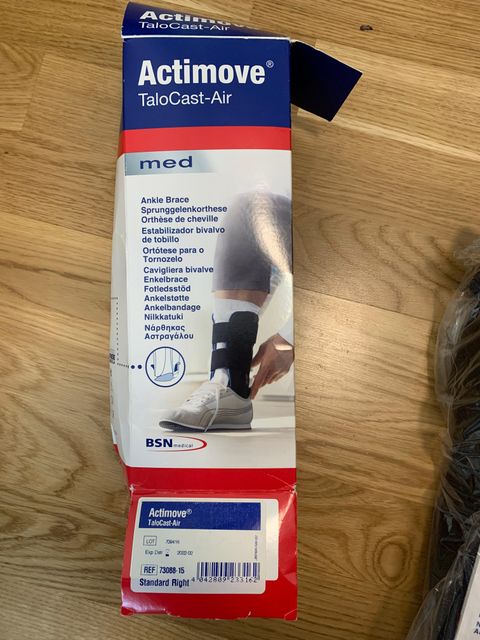 Actimove
TaloCast-Air
Actimove®
TaloCast-Air
med
Ankle Brace
Sprunggelenkorthese
Orthèse de cheville
Estabilizador bivalvo
de tobillo
Ortótese para o
Tornozelo
Cavigliera bivalve
Enkelbrace
Fotledsstöd
Ankelstøtte
Ankelbandage
Nilkkatuki
Νάρθηκας
Αστραγάλου
BSN medical
Actimove®
TaloCast-Air
LOT
Exp. Dat:
REF 73088-15
Standard Right
4 042809 233162